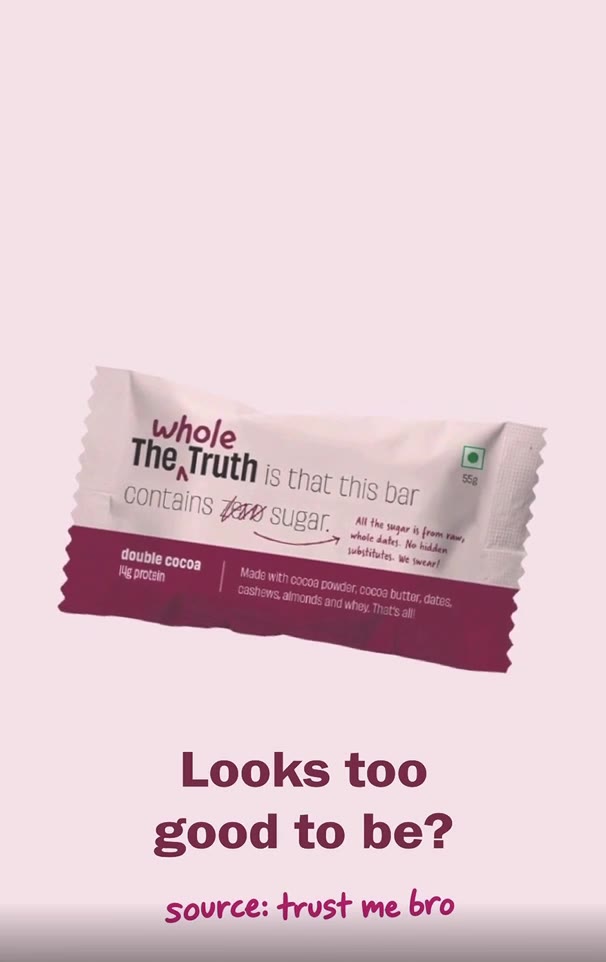 whole
The Truth is that this bar
contains zero sugar.
All the sugar is from raw,
whole dates. No hidden
substitutes. We swear!
55g
double cocoa
14g protein
Made with cocoa powder, cocoa butter, dates,
cashews, almonds and whey. That's all!
Looks too
good to be?
source: trust me bro